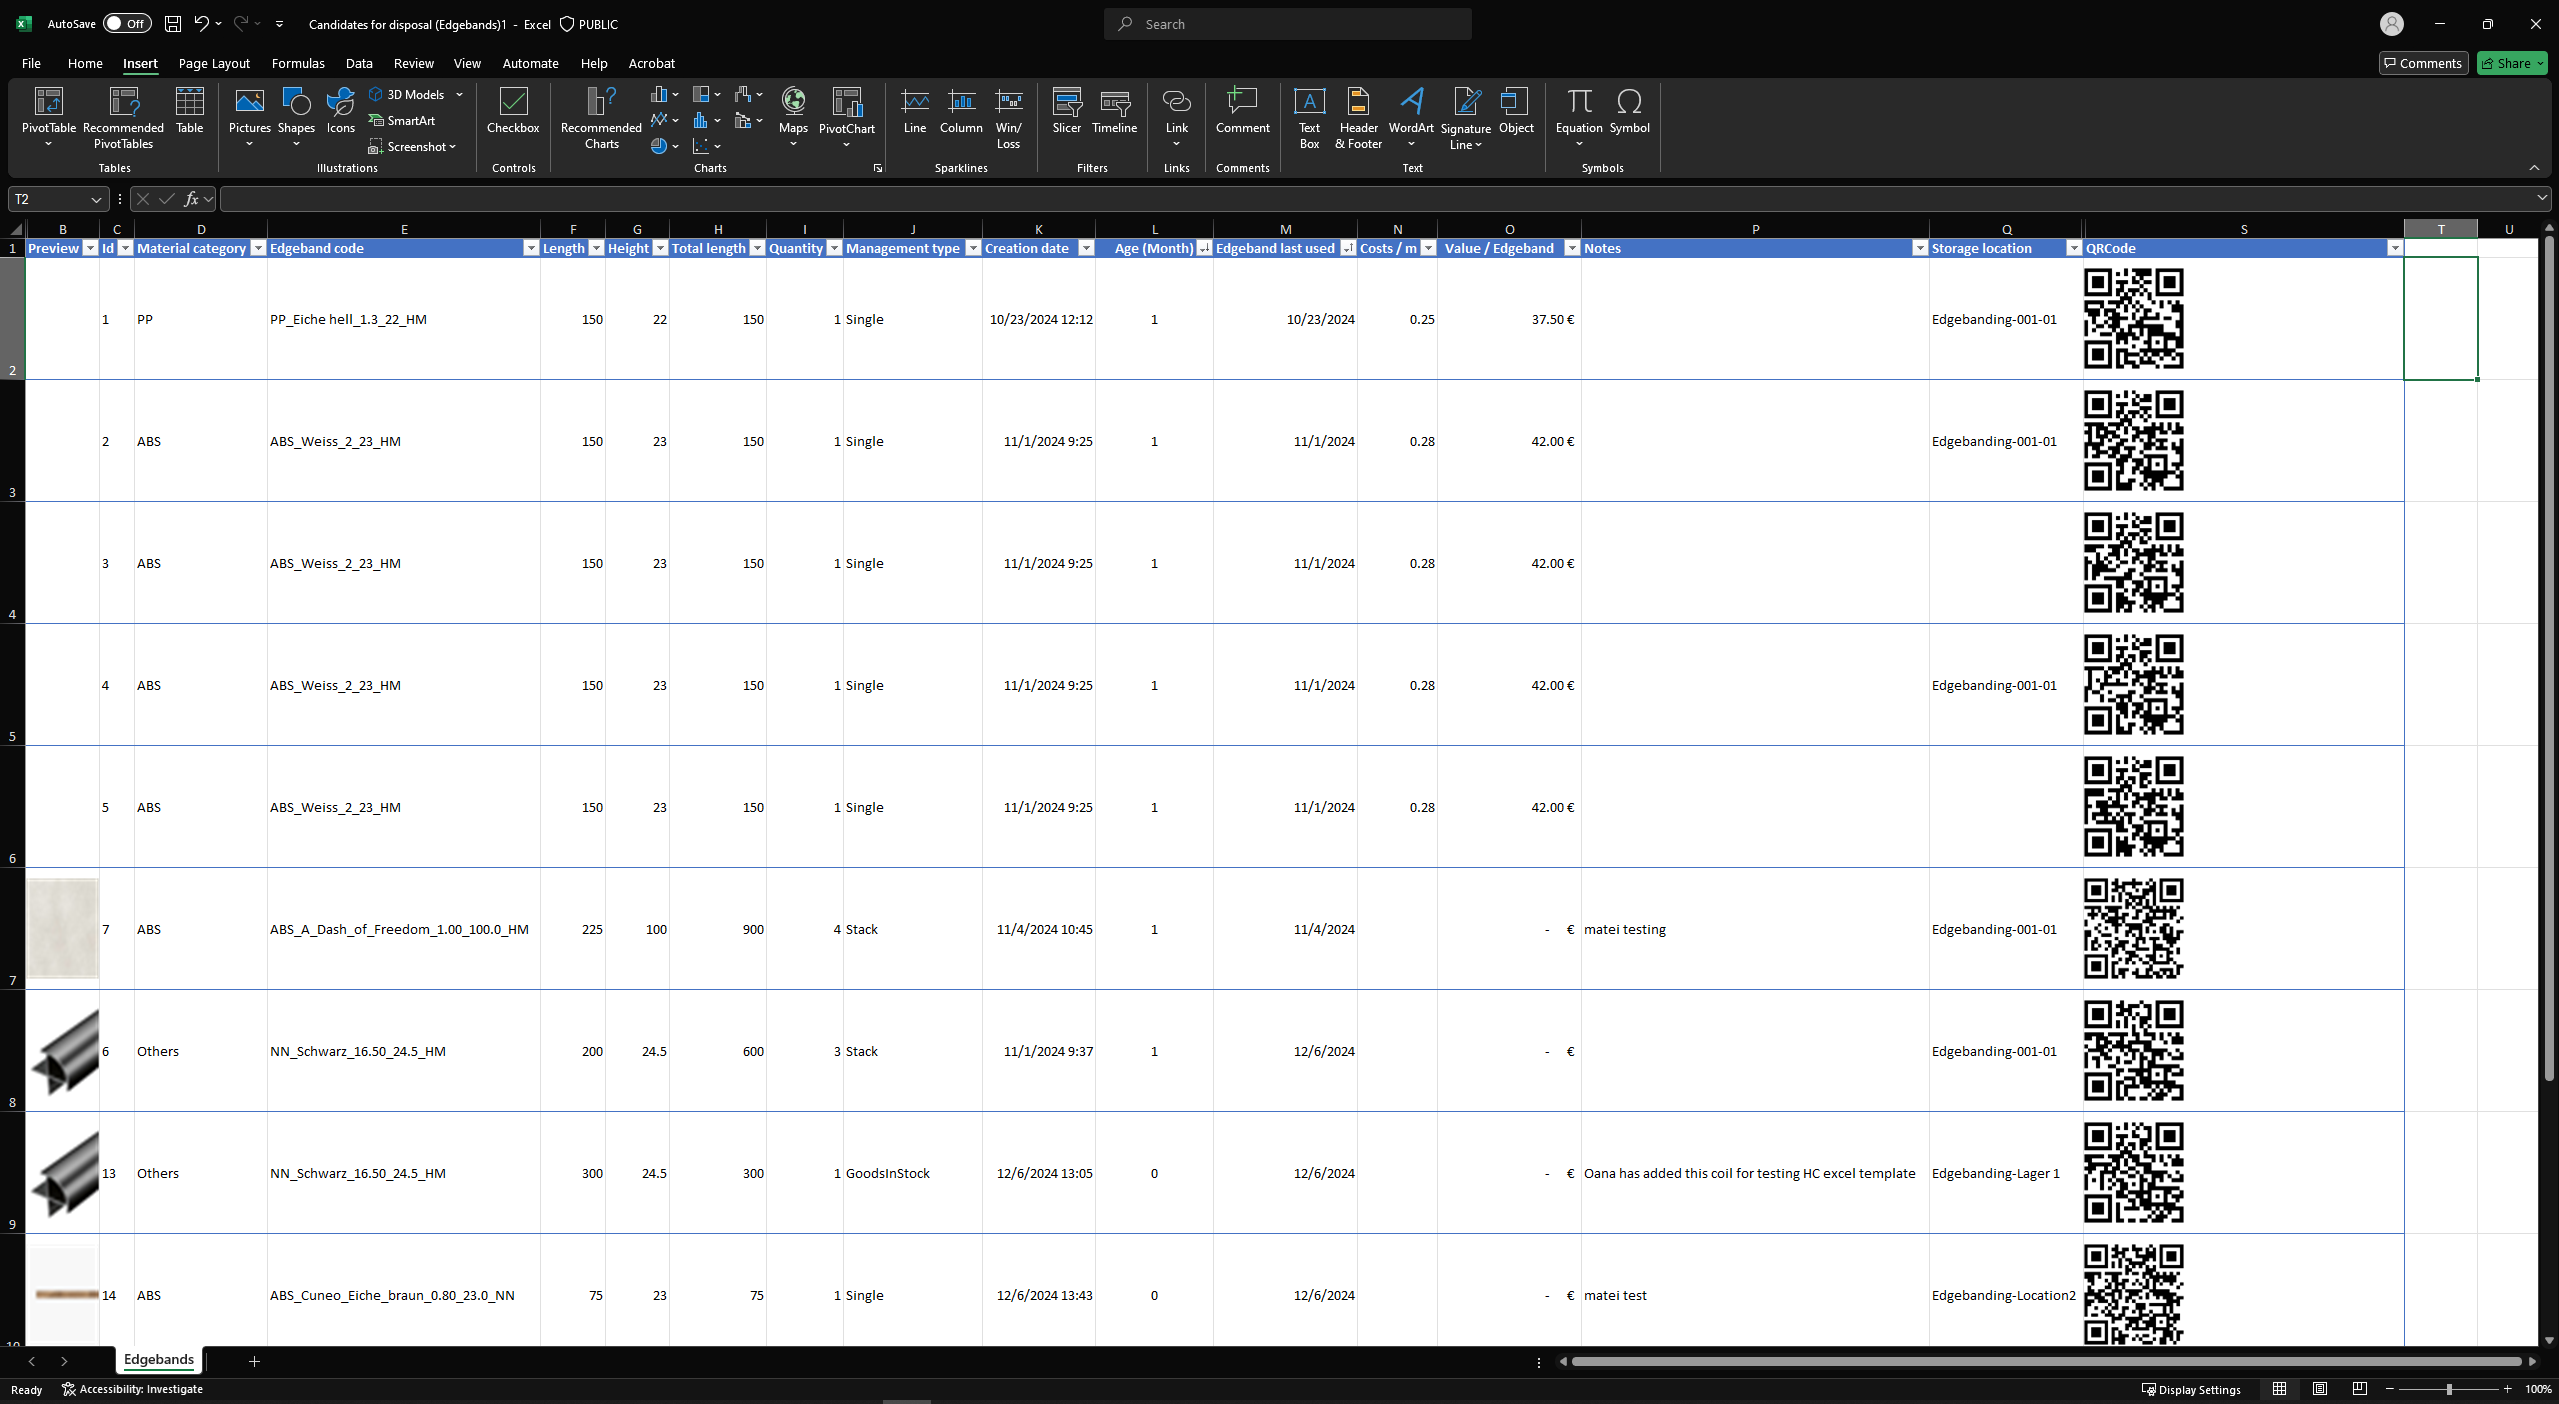 AutoSave Off Candidates for disposal (Edgebands)1 - Excel PUBLIC Search
File Home Insert Page Layout Formulas Data Review View Automate Help Acrobat Comments Share
PivotTable Recommended PivotTables Table Pictures Shapes Icons 3D Models SmartArt Screenshot Checkbox Recommended Charts Maps PivotChart Line Column Win/ Loss Slicer Timeline Link Comment Text Box Header & Footer WordArt Signature Line Object Equation Symbol
Tables Illustrations Controls Charts Sparklines Filters Links Comments Text Symbols
T2 fx
B C D E F G H I J K L M N O P Q S T U
1 Preview Id Material category Edgeband code Length Height Total length Quantity Management type Creation date Age (Month) Edgeband last used Costs / m Value / Edgeband Notes Storage location QRCode
2 1 PP PP_Eiche hell_1.3_22_HM 150 22 150 1 Single 10/23/2024 12:12 1 10/23/2024 0.25 37.50 € Edgebanding-001-01
3 2 ABS ABS_Weiss_2_23_HM 150 23 150 1 Single 11/1/2024 9:25 1 11/1/2024 0.28 42.00 € Edgebanding-001-01
4 3 ABS ABS_Weiss_2_23_HM 150 23 150 1 Single 11/1/2024 9:25 1 11/1/2024 0.28 42.00 €
5 4 ABS ABS_Weiss_2_23_HM 150 23 150 1 Single 11/1/2024 9:25 1 11/1/2024 0.28 42.00 € Edgebanding-001-01
6 5 ABS ABS_Weiss_2_23_HM 150 23 150 1 Single 11/1/2024 9:25 1 11/1/2024 0.28 42.00 €
7 7 ABS ABS_A_Dash_of_Freedom_1.00_100.0_HM 225 100 900 4 Stack 11/4/2024 10:45 1 11/4/2024 - € matei testing Edgebanding-001-01
8 6 Others NN_Schwarz_16.50_24.5_HM 200 24.5 600 3 Stack 11/1/2024 9:37 1 12/6/2024 - € Edgebanding-001-01
9 13 Others NN_Schwarz_16.50_24.5_HM 300 24.5 300 1 GoodsInStock 12/6/2024 13:05 0 12/6/2024 - € Oana has added this coil for testing HC excel template Edgebanding-Lager 1
10 14 ABS ABS_Cuneo_Eiche_braun_0.80_23.0_NN 75 23 75 1 Single 12/6/2024 13:43 0 12/6/2024 - € matei test Edgebanding-Location2
Edgebands
Ready Accessibility: Investigate Display Settings 100%